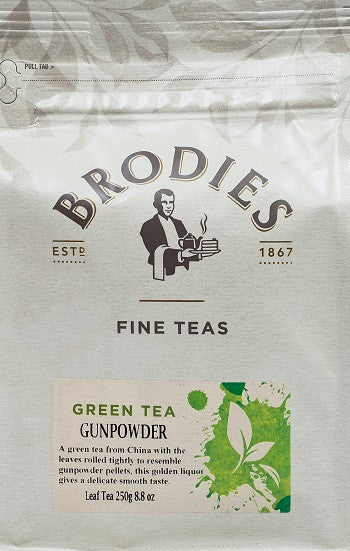 PULL TAB >
BRODIES
ESTD 1867
FINE TEAS
GREEN TEA
GUNPOWDER
A green tea from China with the
leaves rolled tightly to resemble
gunpowder pellets, this golden liquor
gives a delicate smooth taste.
Leaf Tea 250g 8.8 oz